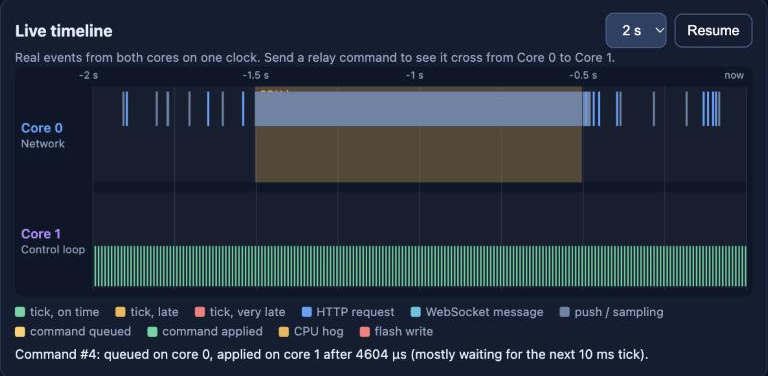 Live timeline
2 s
Resume
Real events from both cores on one clock. Send a relay command to see it cross from Core 0 to Core 1.
-2 s -1.5 s -1 s -0.5 s now
Core 0
Network
Core 1
Control loop
tick, on time tick, late tick, very late HTTP request WebSocket message push / sampling
command queued command applied CPU hog flash write
Command #4: queued on core 0, applied on core 1 after 4604 µs (mostly waiting for the next 10 ms tick).